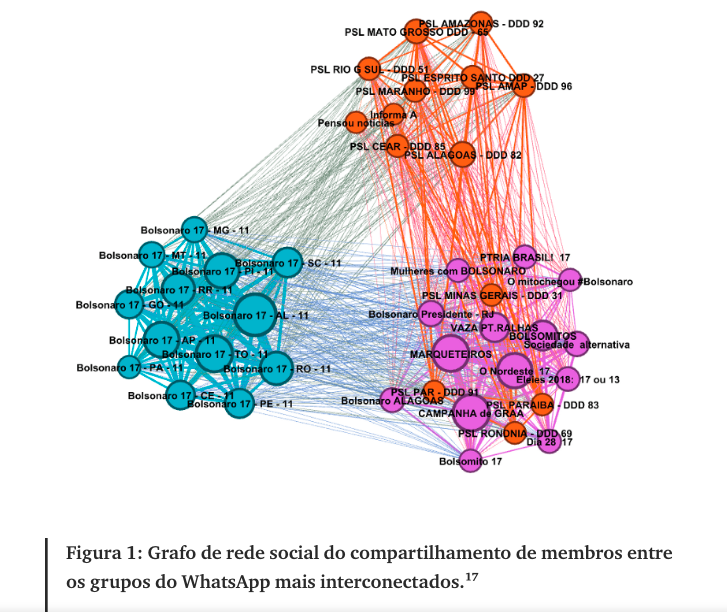 PSL AMAZONAS - DDD 92
PSL MATO GROSSO DDD - 65
PSL RIO G SUL - DDD 51
PSL ESPRITO SANTO DDD 27
PSL AMAP - DDD 96
PSL MARANHO - DDD 99
Informa A
Pensou notícias
PSL CEAR - DDD 85
PSL ALAGOAS - DDD 82
Bolsonaro 17 - MG - 11
Bolsonaro 17 - MT - 11
Bolsonaro 17 - SC - 11
Bolsonaro 17 - PI - 11
Bolsonaro 17 - RR - 11
Bolsonaro 17 - GO - 11
Bolsonaro 17 - AL - 11
Bolsonaro 17 - AP - 11
Bolsonaro 17 - TO - 11
Bolsonaro 17 - PA - 11
Bolsonaro 17 - RO - 11
Bolsonaro 17 - CE - 11
Bolsonaro 17 - PE - 11
PTRIA BRASIL! 17
Mulheres com BOLSONARO
O mitochegou #Bolsonaro
PSL MINAS GERAIS - DDD 31
Bolsonaro Presidente - RJ
VAZA PT.RALHAS
BOLSOMITOS
Sociedade alternativa
MARQUETEIROS
O Nordeste 17
Eleies 2018: 17 ou 13
PSL PAR - DDD 91
Bolsonaro ALAGOAS
PSL PARAIBA - DDD 83
CAMPANHA de GRAA
PSL RONDNIA - DDD 69
Dia 28 17
Bolsomito 17
Figura 1: Grafo de rede social do compartilhamento de membros entre
os grupos do WhatsApp mais interconectados.17